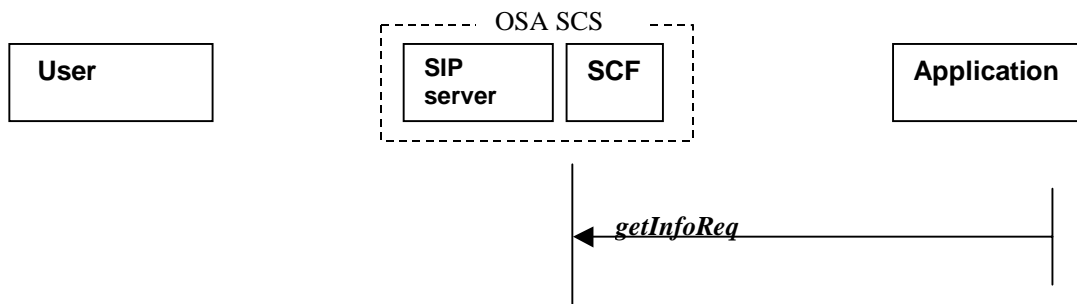 OSA SCS
User
SIP
server
SCF
Application
getInfoReq